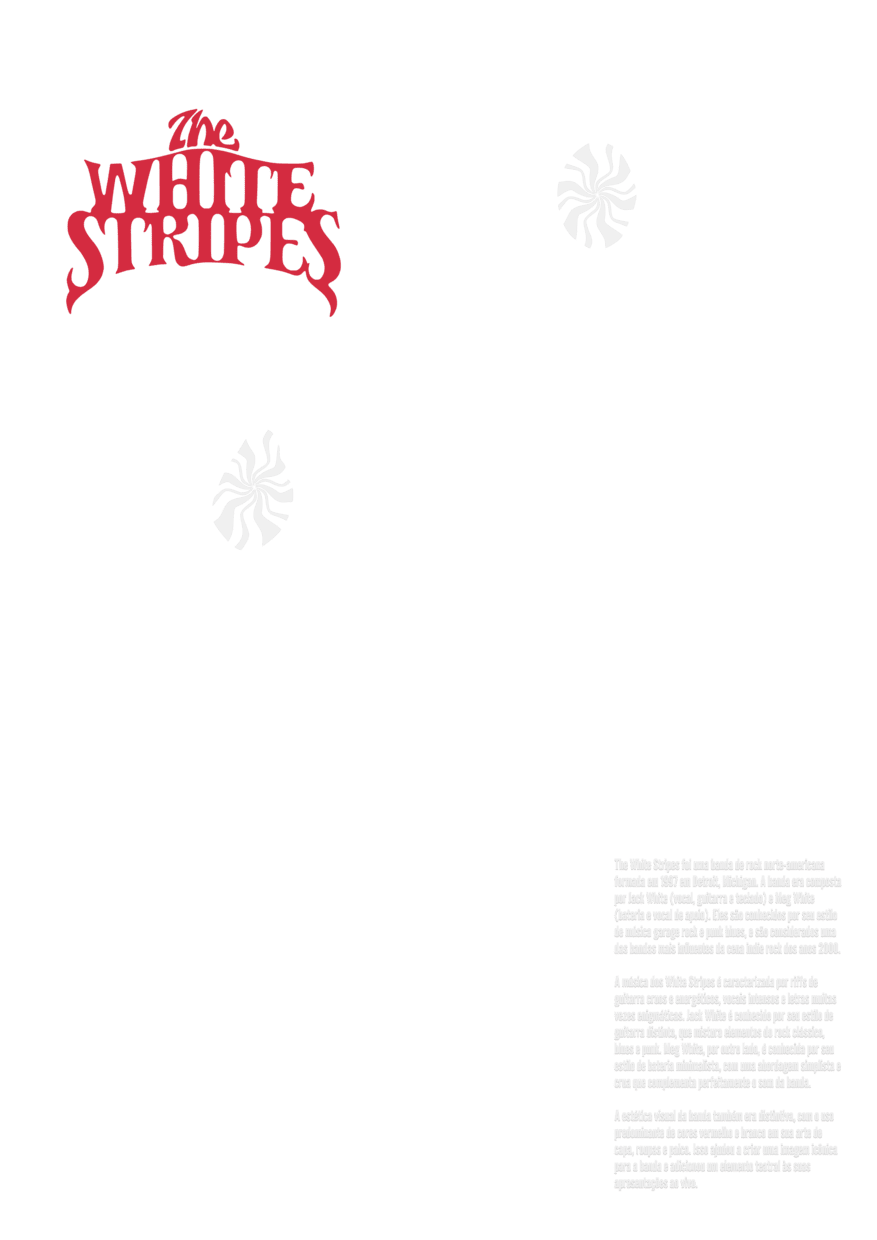 The
WHITE
STRIPES
The White Stripes foi uma banda de rock norte-americana
formada em 1997 em Detroit, Michigan. A banda era composta
por Jack White (vocal, guitarra e teclado) e Meg White
(bateria e vocal de apoio). Eles são conhecidos por seu estilo
de música garage rock e punk blues, e são considerados uma
das bandas mais influentes da cena indie rock dos anos 2000.
A música dos White Stripes é caracterizada por riffs de
guitarra crus e energéticos, vocais intensos e letras muitas
vezes enigmáticas. Jack White é conhecido por seu estilo de
guitarra distinto, que mistura elementos do rock clássico,
blues e punk. Meg White, por outro lado, é conhecida por seu
estilo de bateria minimalista, com uma abordagem simplista e
crua que complementa perfeitamente o som da banda.
A estética visual da banda também era distintiva, com o uso
predominante de cores vermelho e branco em sua arte de
capa, roupas e palco. Isso ajudou a criar uma imagem icônica
para a banda e adicionou um elemento teatral às suas
apresentações ao vivo.